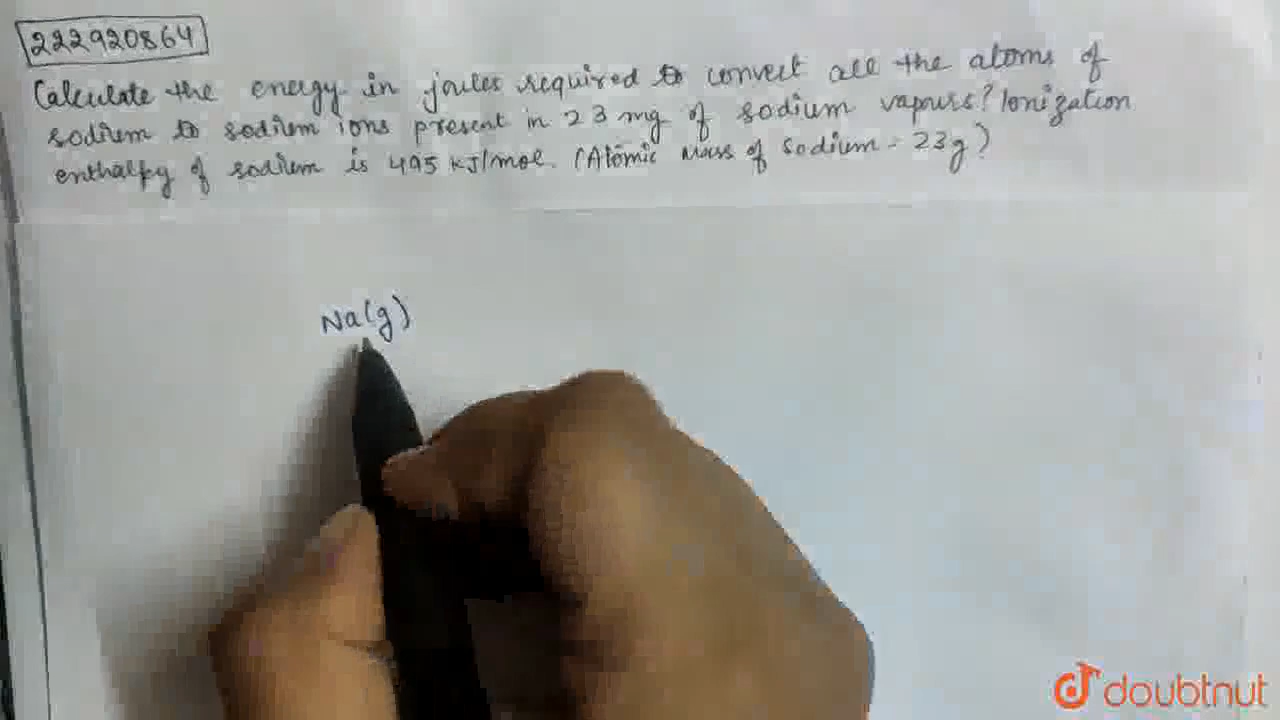 222920864
Calculate the energy in joules required to convert all the atoms of
sodium to sodium ions present in 23 mg of sodium vapurs? Ionization
enthalpy of sodium is 495 KJ/mol. (Atomic Mass of Sodium = 23g)
Na(g)
doubtnut